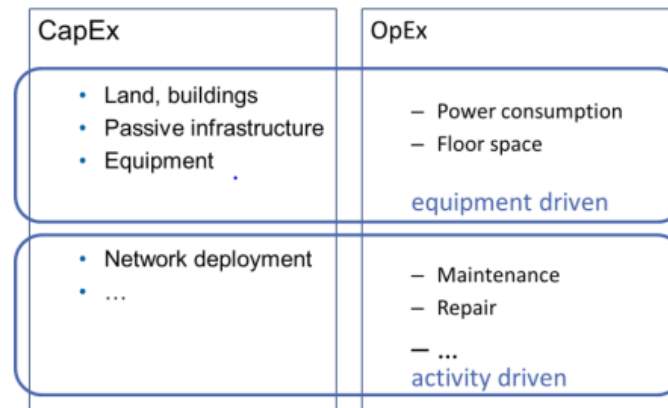 CapEx
• Land, buildings
• Passive infrastructure
• Equipment
• Network deployment
• …
OpEx
– Power consumption
– Floor space
equipment driven
– Maintenance
– Repair
– ...
activity driven